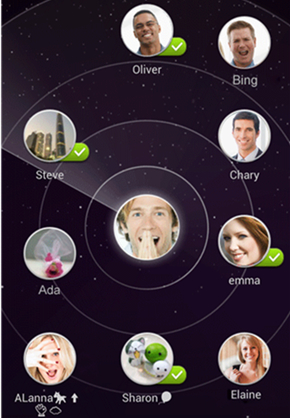 Oliver
Bing
Steve
Chary
Ada
emma
ALanna🐎⬆
Sharon
Elaine